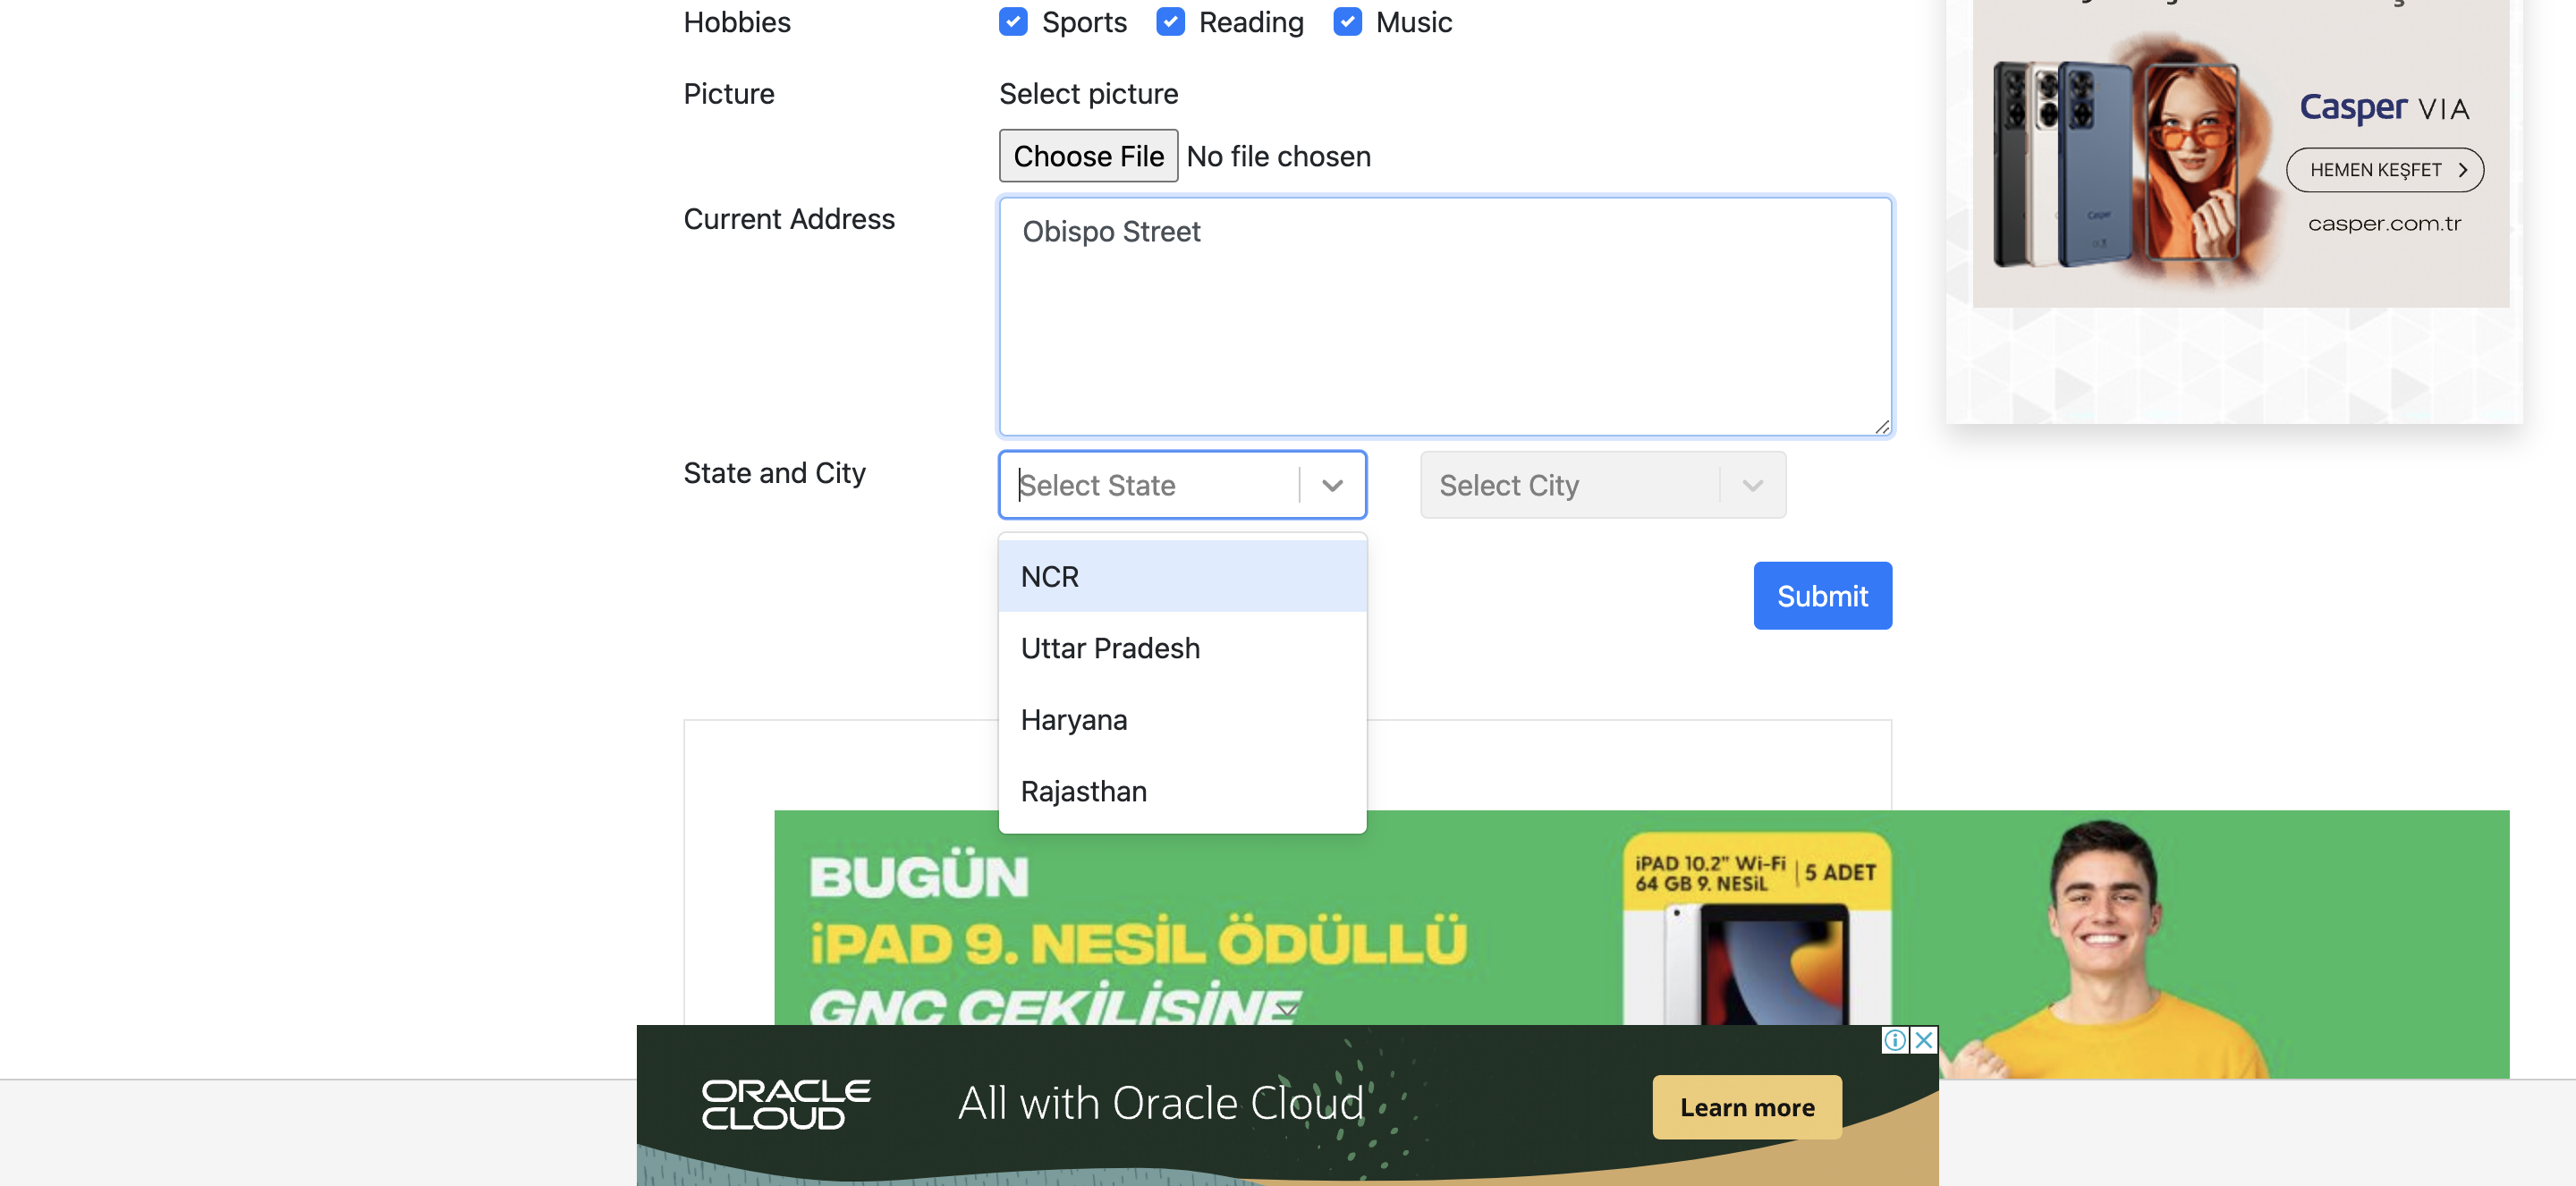 Hobbies
Sports
Reading
Music
Picture
Select picture
Choose File
No file chosen
Current Address
Obispo Street
State and City
Select State
Select City
NCR
Uttar Pradesh
Haryana
Rajasthan
Submit
Casper VIA
HEMEN KEŞFET
casper.com.tr
Casper
BUGÜN
iPAD 9. NESİL ÖDÜLLÜ
GNC ÇEKİLİŞİNE
iPAD 10.2" Wi-Fi
64 GB 9. NESİL
5 ADET
ORACLE
CLOUD
All with Oracle Cloud
Learn more